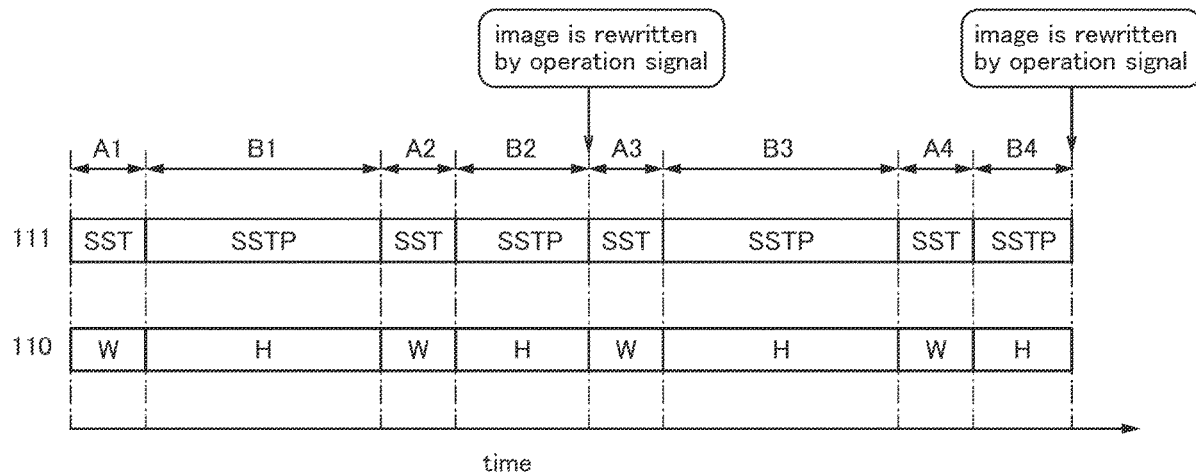 image is rewritten
by operation signal
image is rewritten
by operation signal
A1 B1 A2 B2 A3 B3 A4 B4
111 SST SSTP SST SSTP SST SSTP SST SSTP
110 W H W H W H W H
time